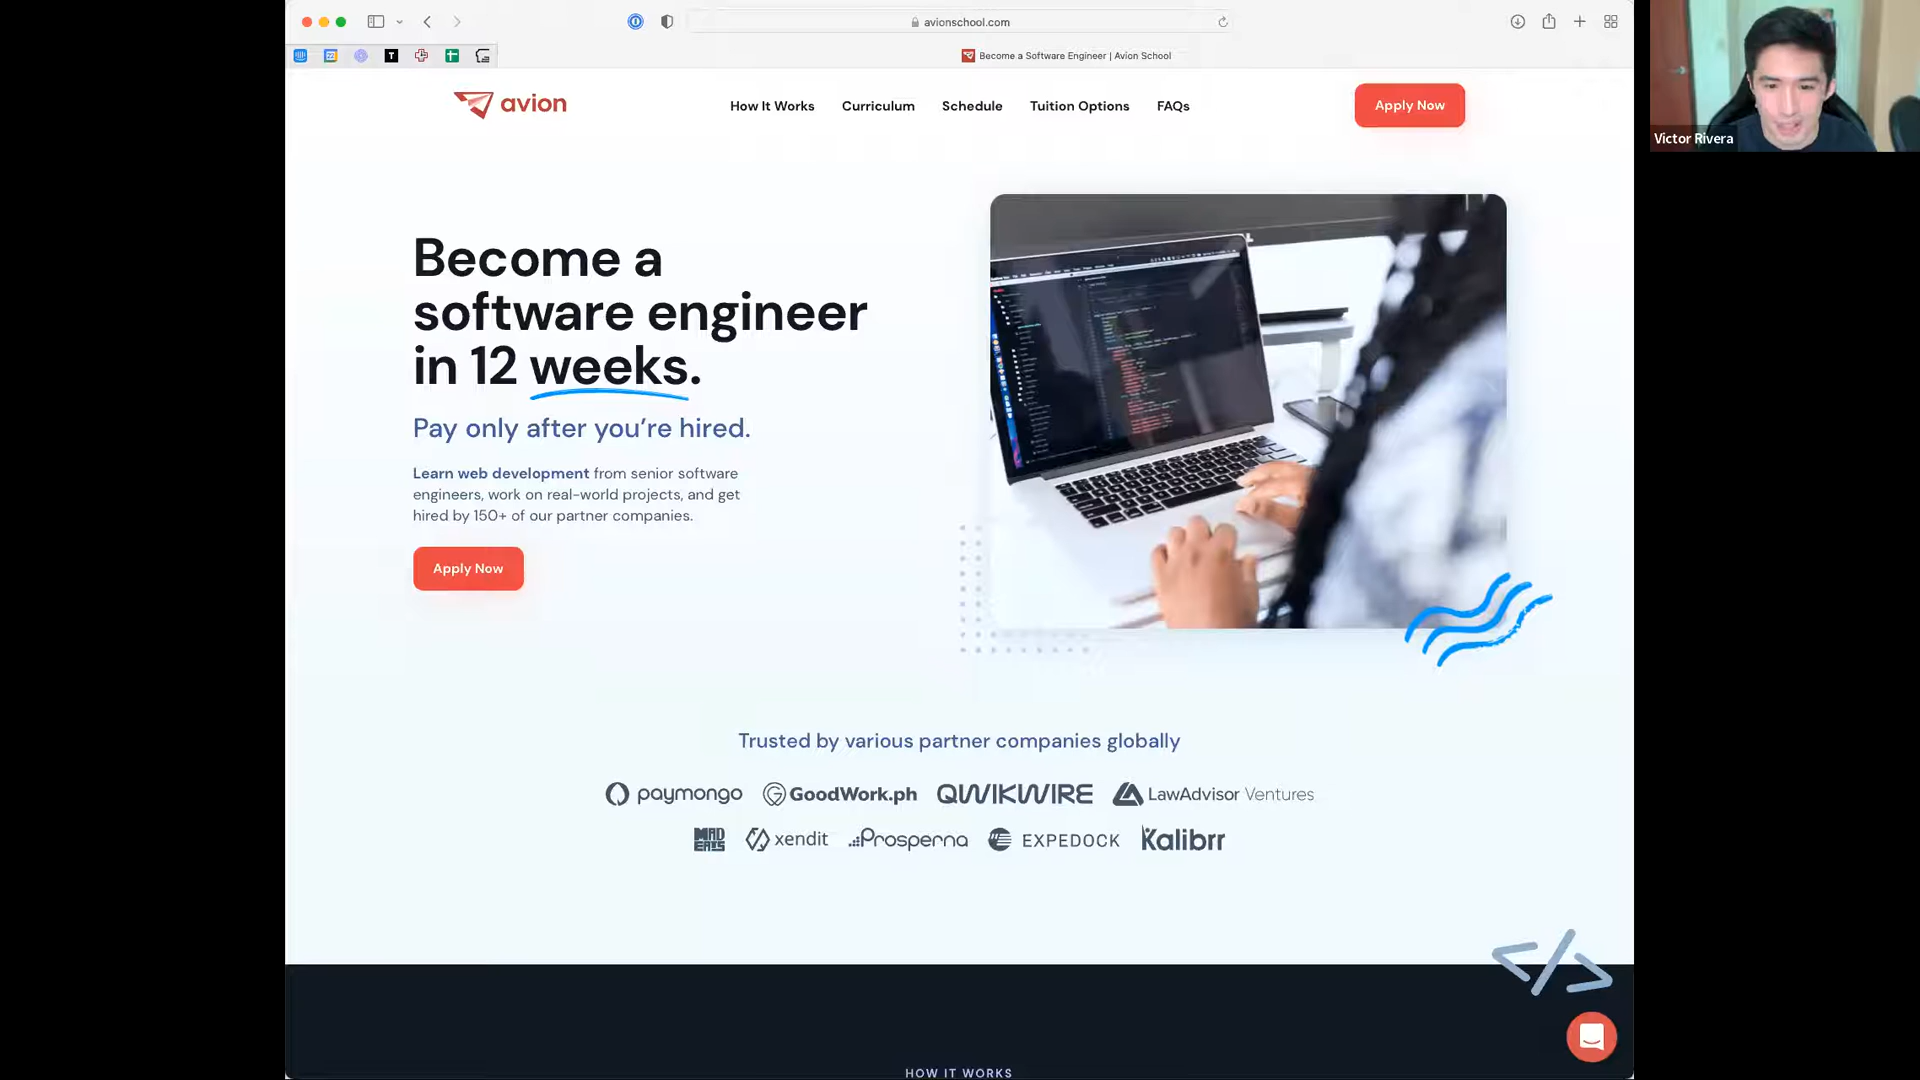 avionschool.com
Become a Software Engineer | Avion School
avion
How It Works
Curriculum
Schedule
Tuition Options
FAQs
Apply Now
Victor Rivera
Become a
software engineer
in 12 weeks.
Pay only after you’re hired.
Learn web development from senior software
engineers, work on real-world projects, and get
hired by 150+ of our partner companies.
Apply Now
Trusted by various partner companies globally
paymongo
GoodWork.ph
QWIKWIRE
LawAdvisor Ventures
MAD
EATS
xendit
Prosperna
EXPEDOCK
Kalibrr
</>
HOW IT WORKS